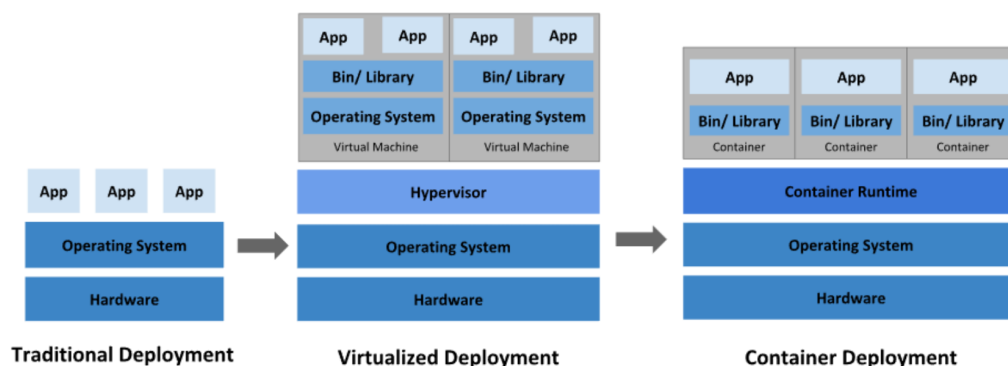 App App App
Operating System
Hardware
Traditional Deployment
App App App App
Bin/ Library Bin/ Library
Operating System Operating System
Virtual Machine Virtual Machine
Hypervisor
Operating System
Hardware
Virtualized Deployment
App App App
Bin/ Library Bin/ Library Bin/ Library
Container Container Container
Container Runtime
Operating System
Hardware
Container Deployment